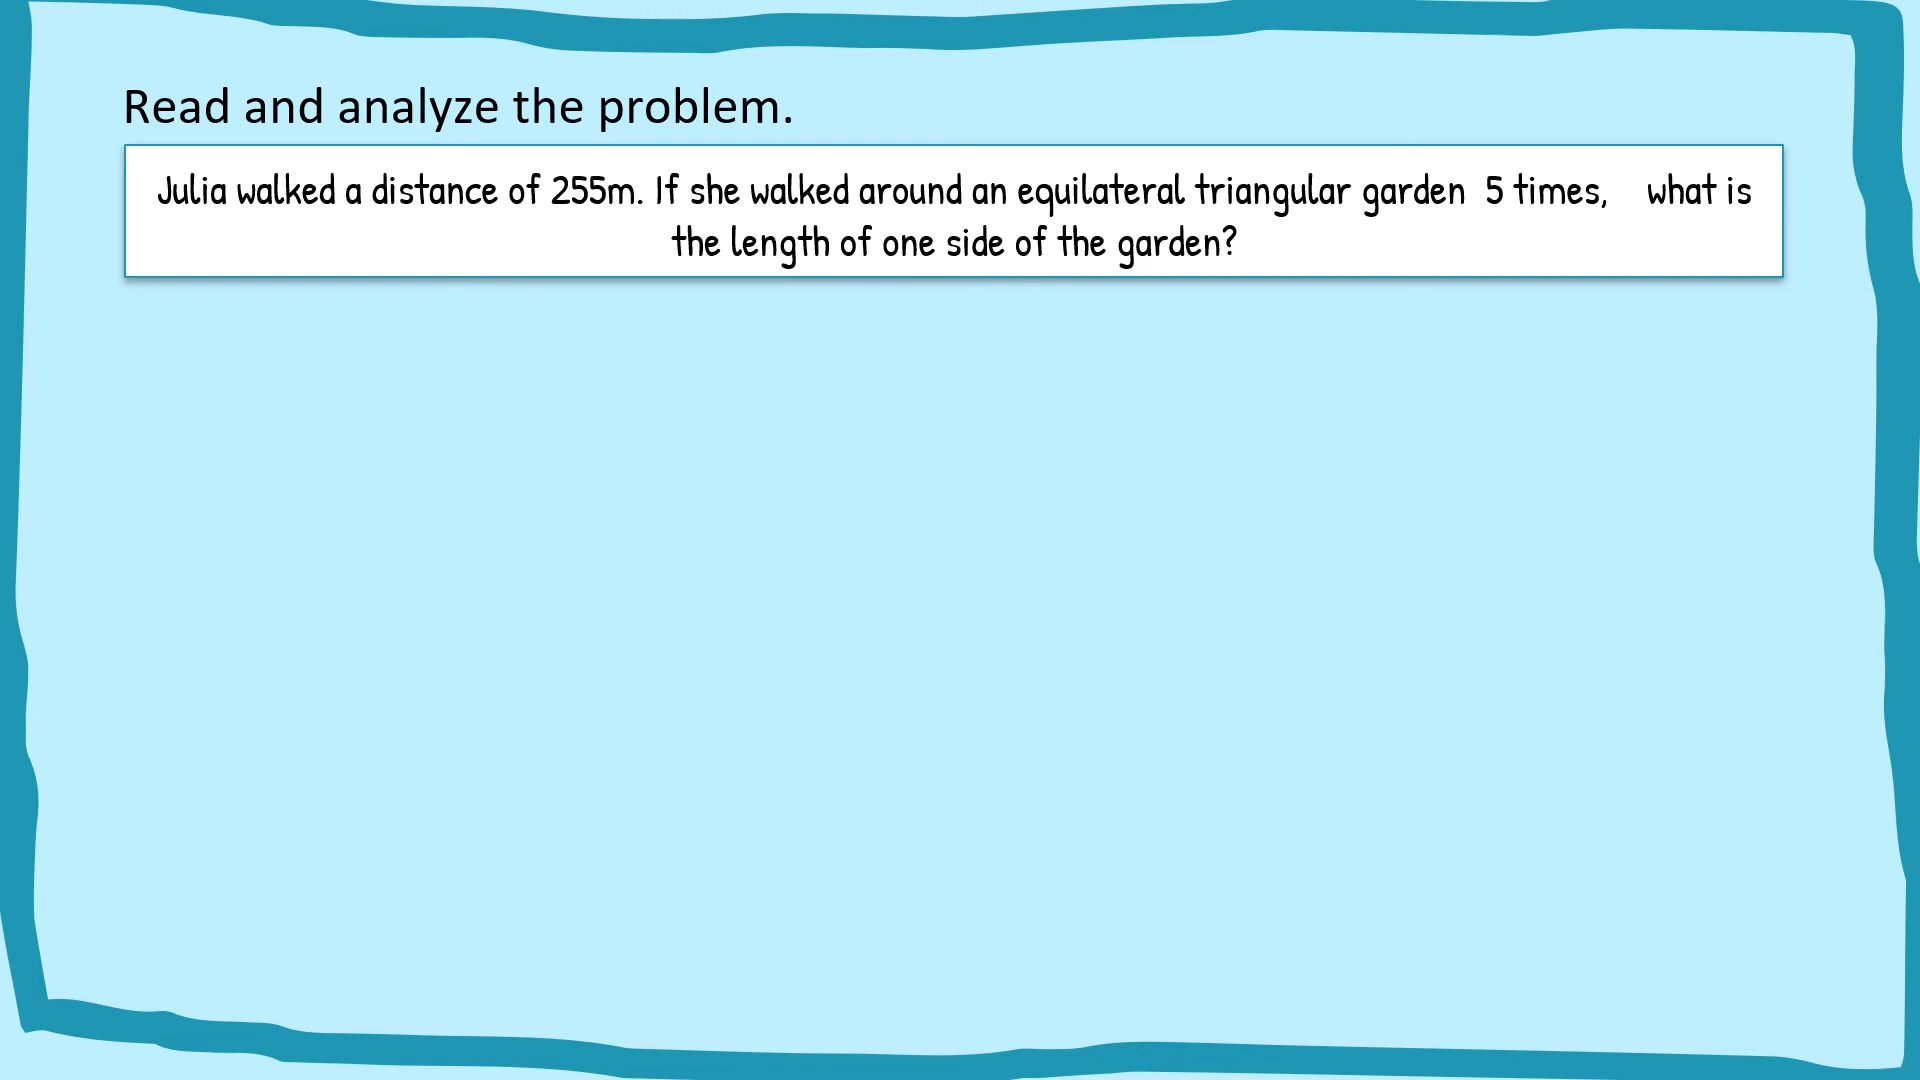 Read and analyze the problem.
Julia walked a distance of 255m. If she walked around an equilateral triangular garden 5 times, what is
the length of one side of the garden?